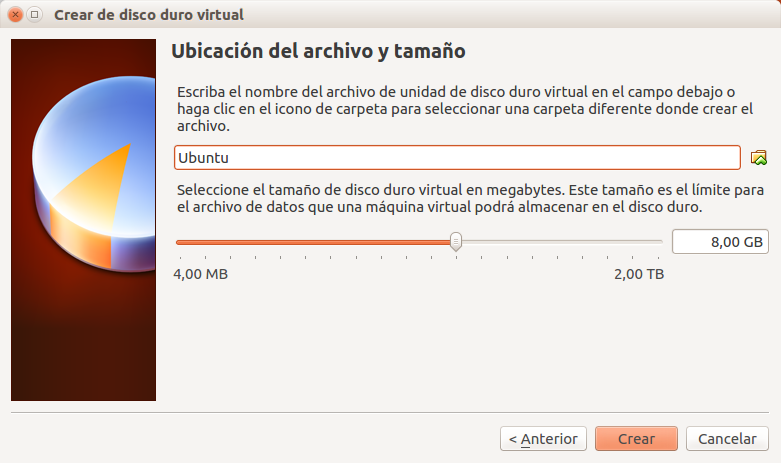 Crear de disco duro virtual
Ubicación del archivo y tamaño
Escriba el nombre del archivo de unidad de disco duro virtual en el campo debajo o
haga clic en el icono de carpeta para seleccionar una carpeta diferente donde crear el
archivo.
Ubuntu
Seleccione el tamaño de disco duro virtual en megabytes. Este tamaño es el límite para
el archivo de datos que una máquina virtual podrá almacenar en el disco duro.
8,00 GB
4,00 MB 2,00 TB
< Anterior Crear Cancelar